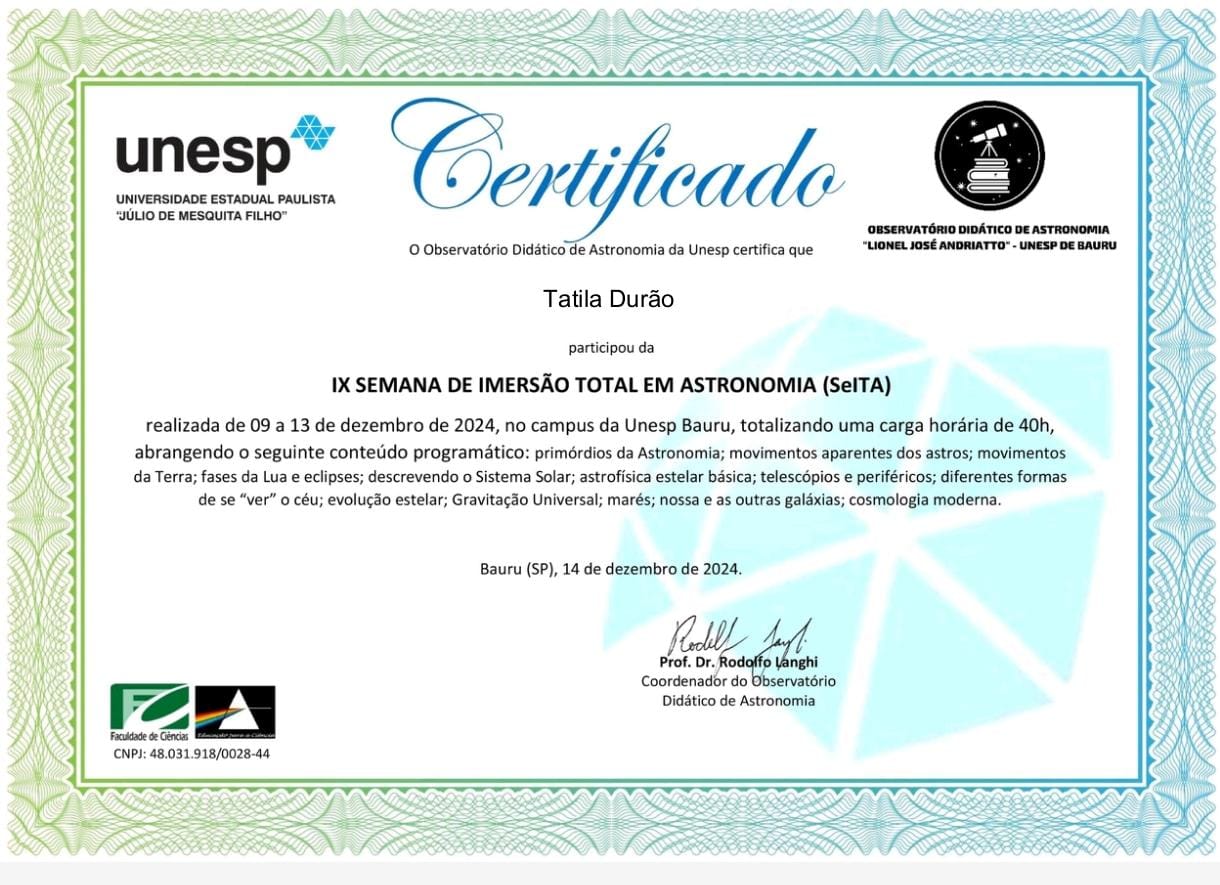 unesp
UNIVERSIDADE ESTADUAL PAULISTA
"JÚLIO DE MESQUITA FILHO"
Certificado
OBSERVATÓRIO DIDÁTICO DE ASTRONOMIA
"LIONEL JOSÉ ANDRIATTO" - UNESP DE BAURU
O Observatório Didático de Astronomia da Unesp certifica que
Tatila Durão
participou da
IX SEMANA DE IMERSÃO TOTAL EM ASTRONOMIA (SeITA)
realizada de 09 a 13 de dezembro de 2024, no campus da Unesp Bauru, totalizando uma carga horária de 40h,
abrangendo o seguinte conteúdo programático: primórdios da Astronomia; movimentos aparentes dos astros; movimentos
da Terra; fases da Lua e eclipses; descrevendo o Sistema Solar; astrofísica estelar básica; telescópios e periféricos; diferentes formas
de se “ver” o céu; evolução estelar; Gravitação Universal; marés; nossa e as outras galáxias; cosmologia moderna.
Bauru (SP), 14 de dezembro de 2024.
Prof. Dr. Rodolfo Langhi
Coordenador do Observatório
Didático de Astronomia
FC
Faculdade de Ciências
Educação para a Ciência
CNPJ: 48.031.918/0028-44